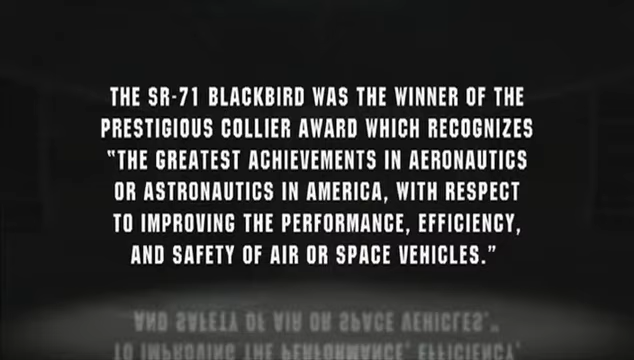 THE SR-71 BLACKBIRD WAS THE WINNER OF THE
PRESTIGIOUS COLLIER AWARD WHICH RECOGNIZES
“THE GREATEST ACHIEVEMENTS IN AERONAUTICS
OR ASTRONAUTICS IN AMERICA, WITH RESPECT
TO IMPROVING THE PERFORMANCE, EFFICIENCY,
AND SAFETY OF AIR OR SPACE VEHICLES.”